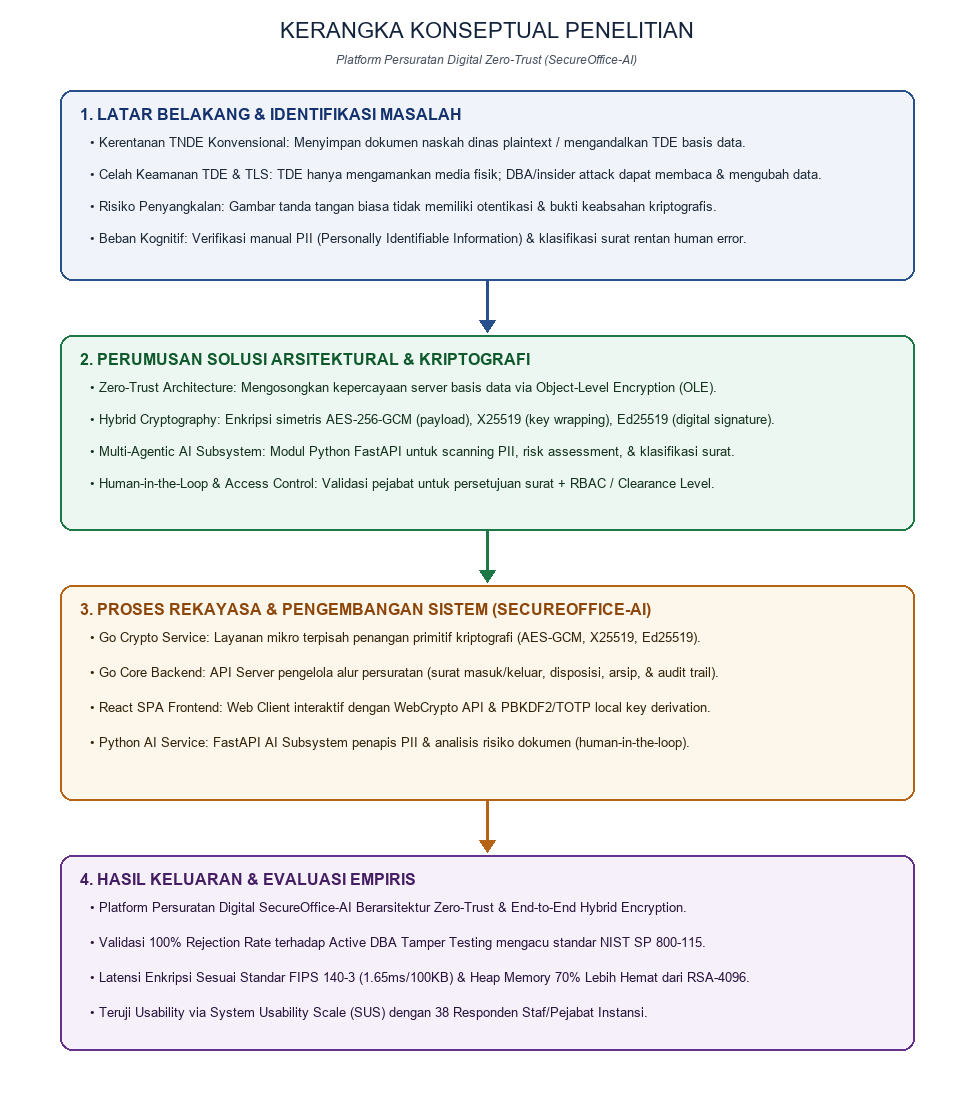 KERANGKA KONSEPTUAL PENELITIAN
Platform Persuratan Digital Zero-Trust (SecureOffice-AI)
1. LATAR BELAKANG & IDENTIFIKASI MASALAH
• Kerentanan TNDE Konvensional: Menyimpan dokumen naskah dinas plaintext / mengandalkan TDE basis data.
• Celah Keamanan TDE & TLS: TDE hanya mengamankan media fisik; DBA/insider attack dapat membaca & mengubah data.
• Risiko Penyangkalan: Gambar tanda tangan biasa tidak memiliki otentikasi & bukti keabsahan kriptografis.
• Beban Kognitif: Verifikasi manual PII (Personally Identifiable Information) & klasifikasi surat rentan human error.
2. PERUMUSAN SOLUSI ARSITEKTURAL & KRIPTOGRAFI
• Zero-Trust Architecture: Mengosongkan kepercayaan server basis data via Object-Level Encryption (OLE).
• Hybrid Cryptography: Enkripsi simetris AES-256-GCM (payload), X25519 (key wrapping), Ed25519 (digital signature).
• Multi-Agentic AI Subsystem: Modul Python FastAPI untuk scanning PII, risk assessment, & klasifikasi surat.
• Human-in-the-Loop & Access Control: Validasi pejabat untuk persetujuan surat + RBAC / Clearance Level.
3. PROSES REKAYASA & PENGEMBANGAN SISTEM (SECUREOFFICE-AI)
• Go Crypto Service: Layanan mikro terpisah penangan primitif kriptografi (AES-GCM, X25519, Ed25519).
• Go Core Backend: API Server pengelola alur persuratan (surat masuk/keluar, disposisi, arsip, & audit trail).
• React SPA Frontend: Web Client interaktif dengan WebCrypto API & PBKDF2/TOTP local key derivation.
• Python AI Service: FastAPI AI Subsystem penapis PII & analisis risiko dokumen (human-in-the-loop).
4. HASIL KELUARAN & EVALUASI EMPIRIS
• Platform Persuratan Digital SecureOffice-AI Berarsitektur Zero-Trust & End-to-End Hybrid Encryption.
• Validasi 100% Rejection Rate terhadap Active DBA Tamper Testing mengacu standar NIST SP 800-115.
• Latensi Enkripsi Sesuai Standar FIPS 140-3 (1.65ms/100KB) & Heap Memory 70% Lebih Hemat dari RSA-4096.
• Teruji Usability via System Usability Scale (SUS) dengan 38 Responden Staf/Pejabat Instansi.